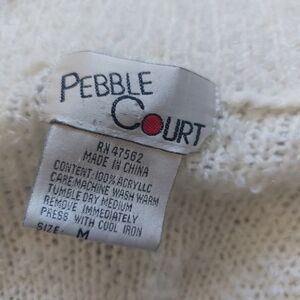 PEBBLE
COURT
RN 47562
MADE IN CHINA
CONTENT:100% ACRYLLC
CARE:MACHINE WASH WARM
TUMBLE DRY MEDIUM
REMOVE IMMEDIATELY
PRESS WITH COOL IRON
SIZE: M